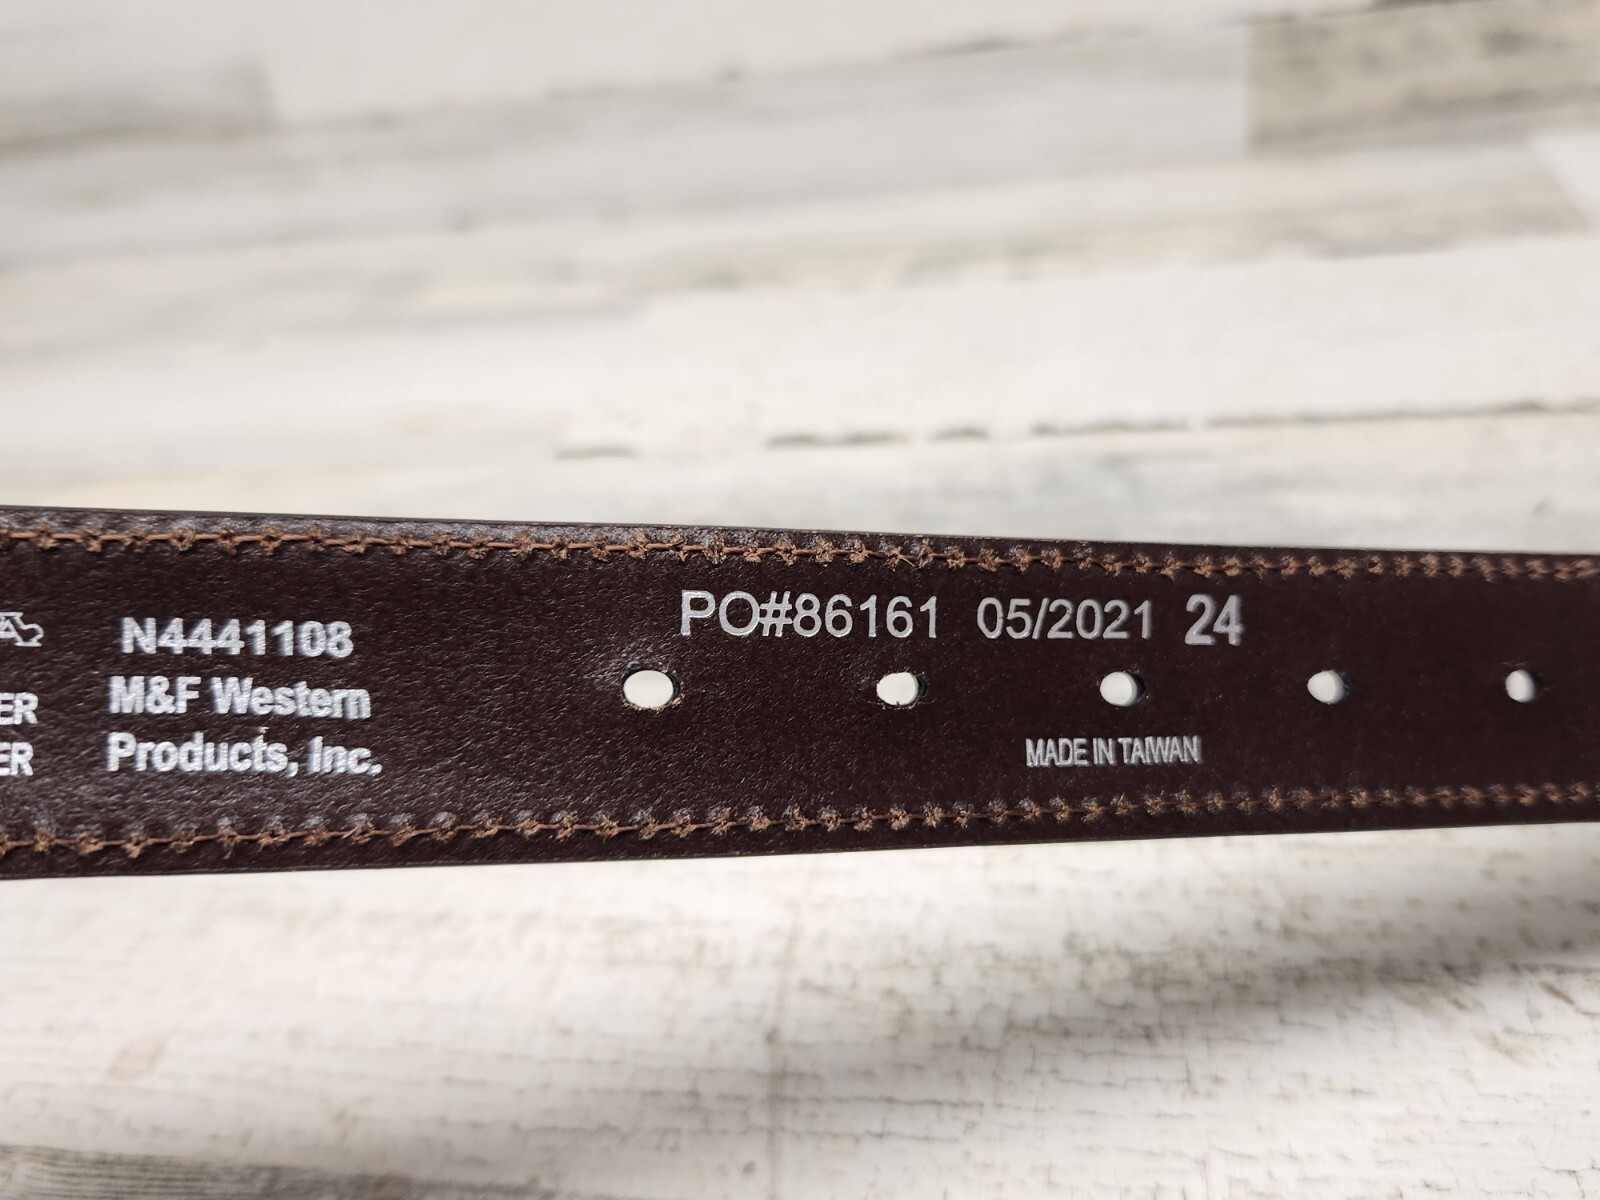 N4441108
M&F Western
Products, Inc.
PO#86161 05/2021 24
MADE IN TAIWAN